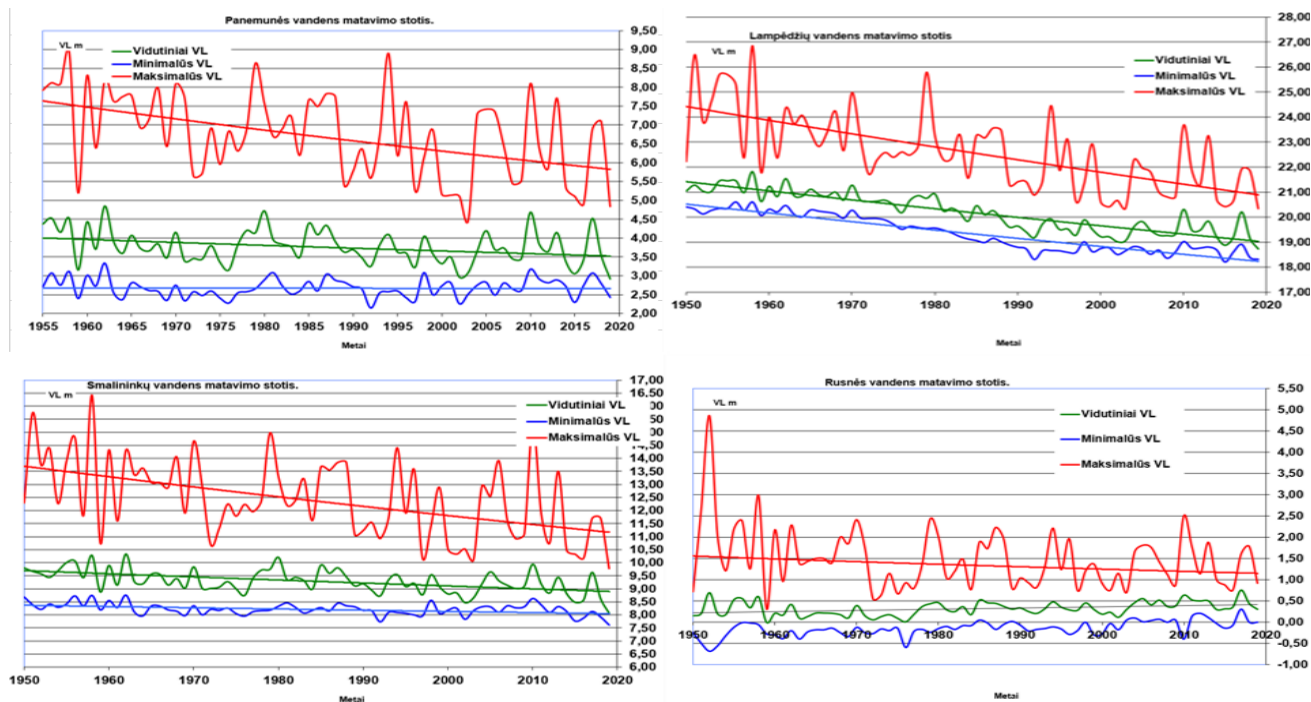 Panemunės vandens matavimo stotis.
VL m
Vidutiniai VL
Minimalūs VL
Maksimalūs VL
9,50
9,00
8,50
8,00
7,50
7,00
6,50
6,00
5,50
5,00
4,50
4,00
3,50
3,00
2,50
2,00
1955 1960 1965 1970 1975 1980 1985 1990 1995 2000 2005 2010 2015 2020
Metai
Lampėdžių vandens matavimo stotis
VL m
Vidutiniai VL
Minimalūs VL
Maksimalūs VL
28,00
27,00
26,00
25,00
24,00
23,00
22,00
21,00
20,00
19,00
18,00
17,00
1950 1960 1970 1980 1990 2000 2010 2020
Metai
Smalininkų vandens matavimo stotis.
VL m
Vidutiniai VL
Minimalūs VL
Maksimalūs VL
17,00
16,50
16,00
15,50
15,00
14,50
14,00
13,50
13,00
12,50
12,00
11,50
11,00
10,50
10,00
9,50
9,00
8,50
8,00
7,50
7,00
6,50
6,00
1950 1960 1970 1980 1990 2000 2010 2020
Metai
Rusnės vandens matavimo stotis.
VL m
Vidutiniai VL
Minimalūs VL
Maksimalūs VL
5,50
5,00
4,50
4,00
3,50
3,00
2,50
2,00
1,50
1,00
0,50
0,00
-0,50
-1,00
1950 1960 1970 1980 1990 2000 2010 2020
Metai